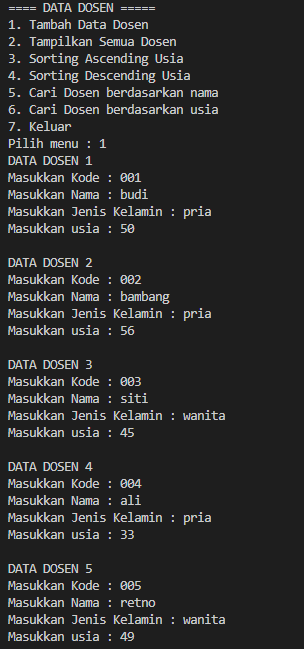 ==== DATA DOSEN =====
1. Tambah Data Dosen
2. Tampilkan Semua Dosen
3. Sorting Ascending Usia
4. Sorting Descending Usia
5. Cari Dosen berdasarkan nama
6. Cari Dosen berdasarkan usia
7. Keluar
Pilih menu : 1
DATA DOSEN 1
Masukkan Kode : 001
Masukkan Nama : budi
Masukkan Jenis Kelamin : pria
Masukkan usia : 50
DATA DOSEN 2
Masukkan Kode : 002
Masukkan Nama : bambang
Masukkan Jenis Kelamin : pria
Masukkan usia : 56
DATA DOSEN 3
Masukkan Kode : 003
Masukkan Nama : siti
Masukkan Jenis Kelamin : wanita
Masukkan usia : 45
DATA DOSEN 4
Masukkan Kode : 004
Masukkan Nama : ali
Masukkan Jenis Kelamin : pria
Masukkan usia : 33
DATA DOSEN 5
Masukkan Kode : 005
Masukkan Nama : retno
Masukkan Jenis Kelamin : wanita
Masukkan usia : 49